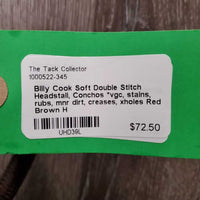 The Tack Collector
1000522-345
Billy Cook Soft Double Stitch
Headstall, Conchos *vgc, stains,
rubs, mnr dirt, creases, xholes Red
Brown H
UHD39L
$72.50